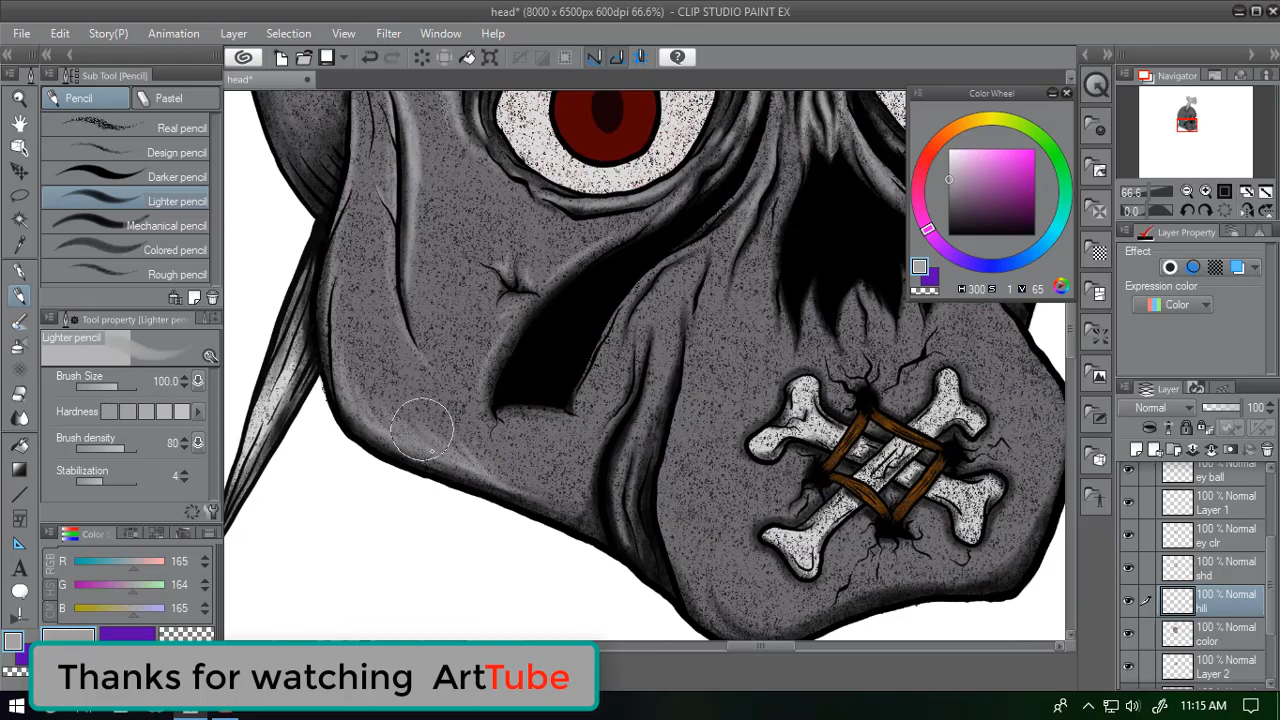 head* (8000 x 6500px 600dpi 66.6%) - CLIP STUDIO PAINT EX
File Edit Story(P) Animation Layer Selection View Filter Window Help
Sub Tool [Pencil]
head*
Pencil Pastel
Real pencil
Design pencil
Darker pencil
Lighter pencil
Mechanical pencil
Colored pencil
Rough pencil
Tool property [Lighter pen
Lighter pencil
Brush Size 100.0
Hardness
Brush density 80
Stabilization 4
Color
RGB
R 165
G 164
B 165
Color Wheel
H 300 S 1 V 65
Navigator
66.6
0.0
Layer Property
Effect
Expression color
Color
Layer
Normal 100
100 % Normal
ey ball
100 % Normal
Layer 1
100 % Normal
ey clr
100 % Normal
shd
100 % Normal
hili
100 % Normal
color
100 % Normal
Layer 2
Thanks for watching ArtTube
11:15 AM